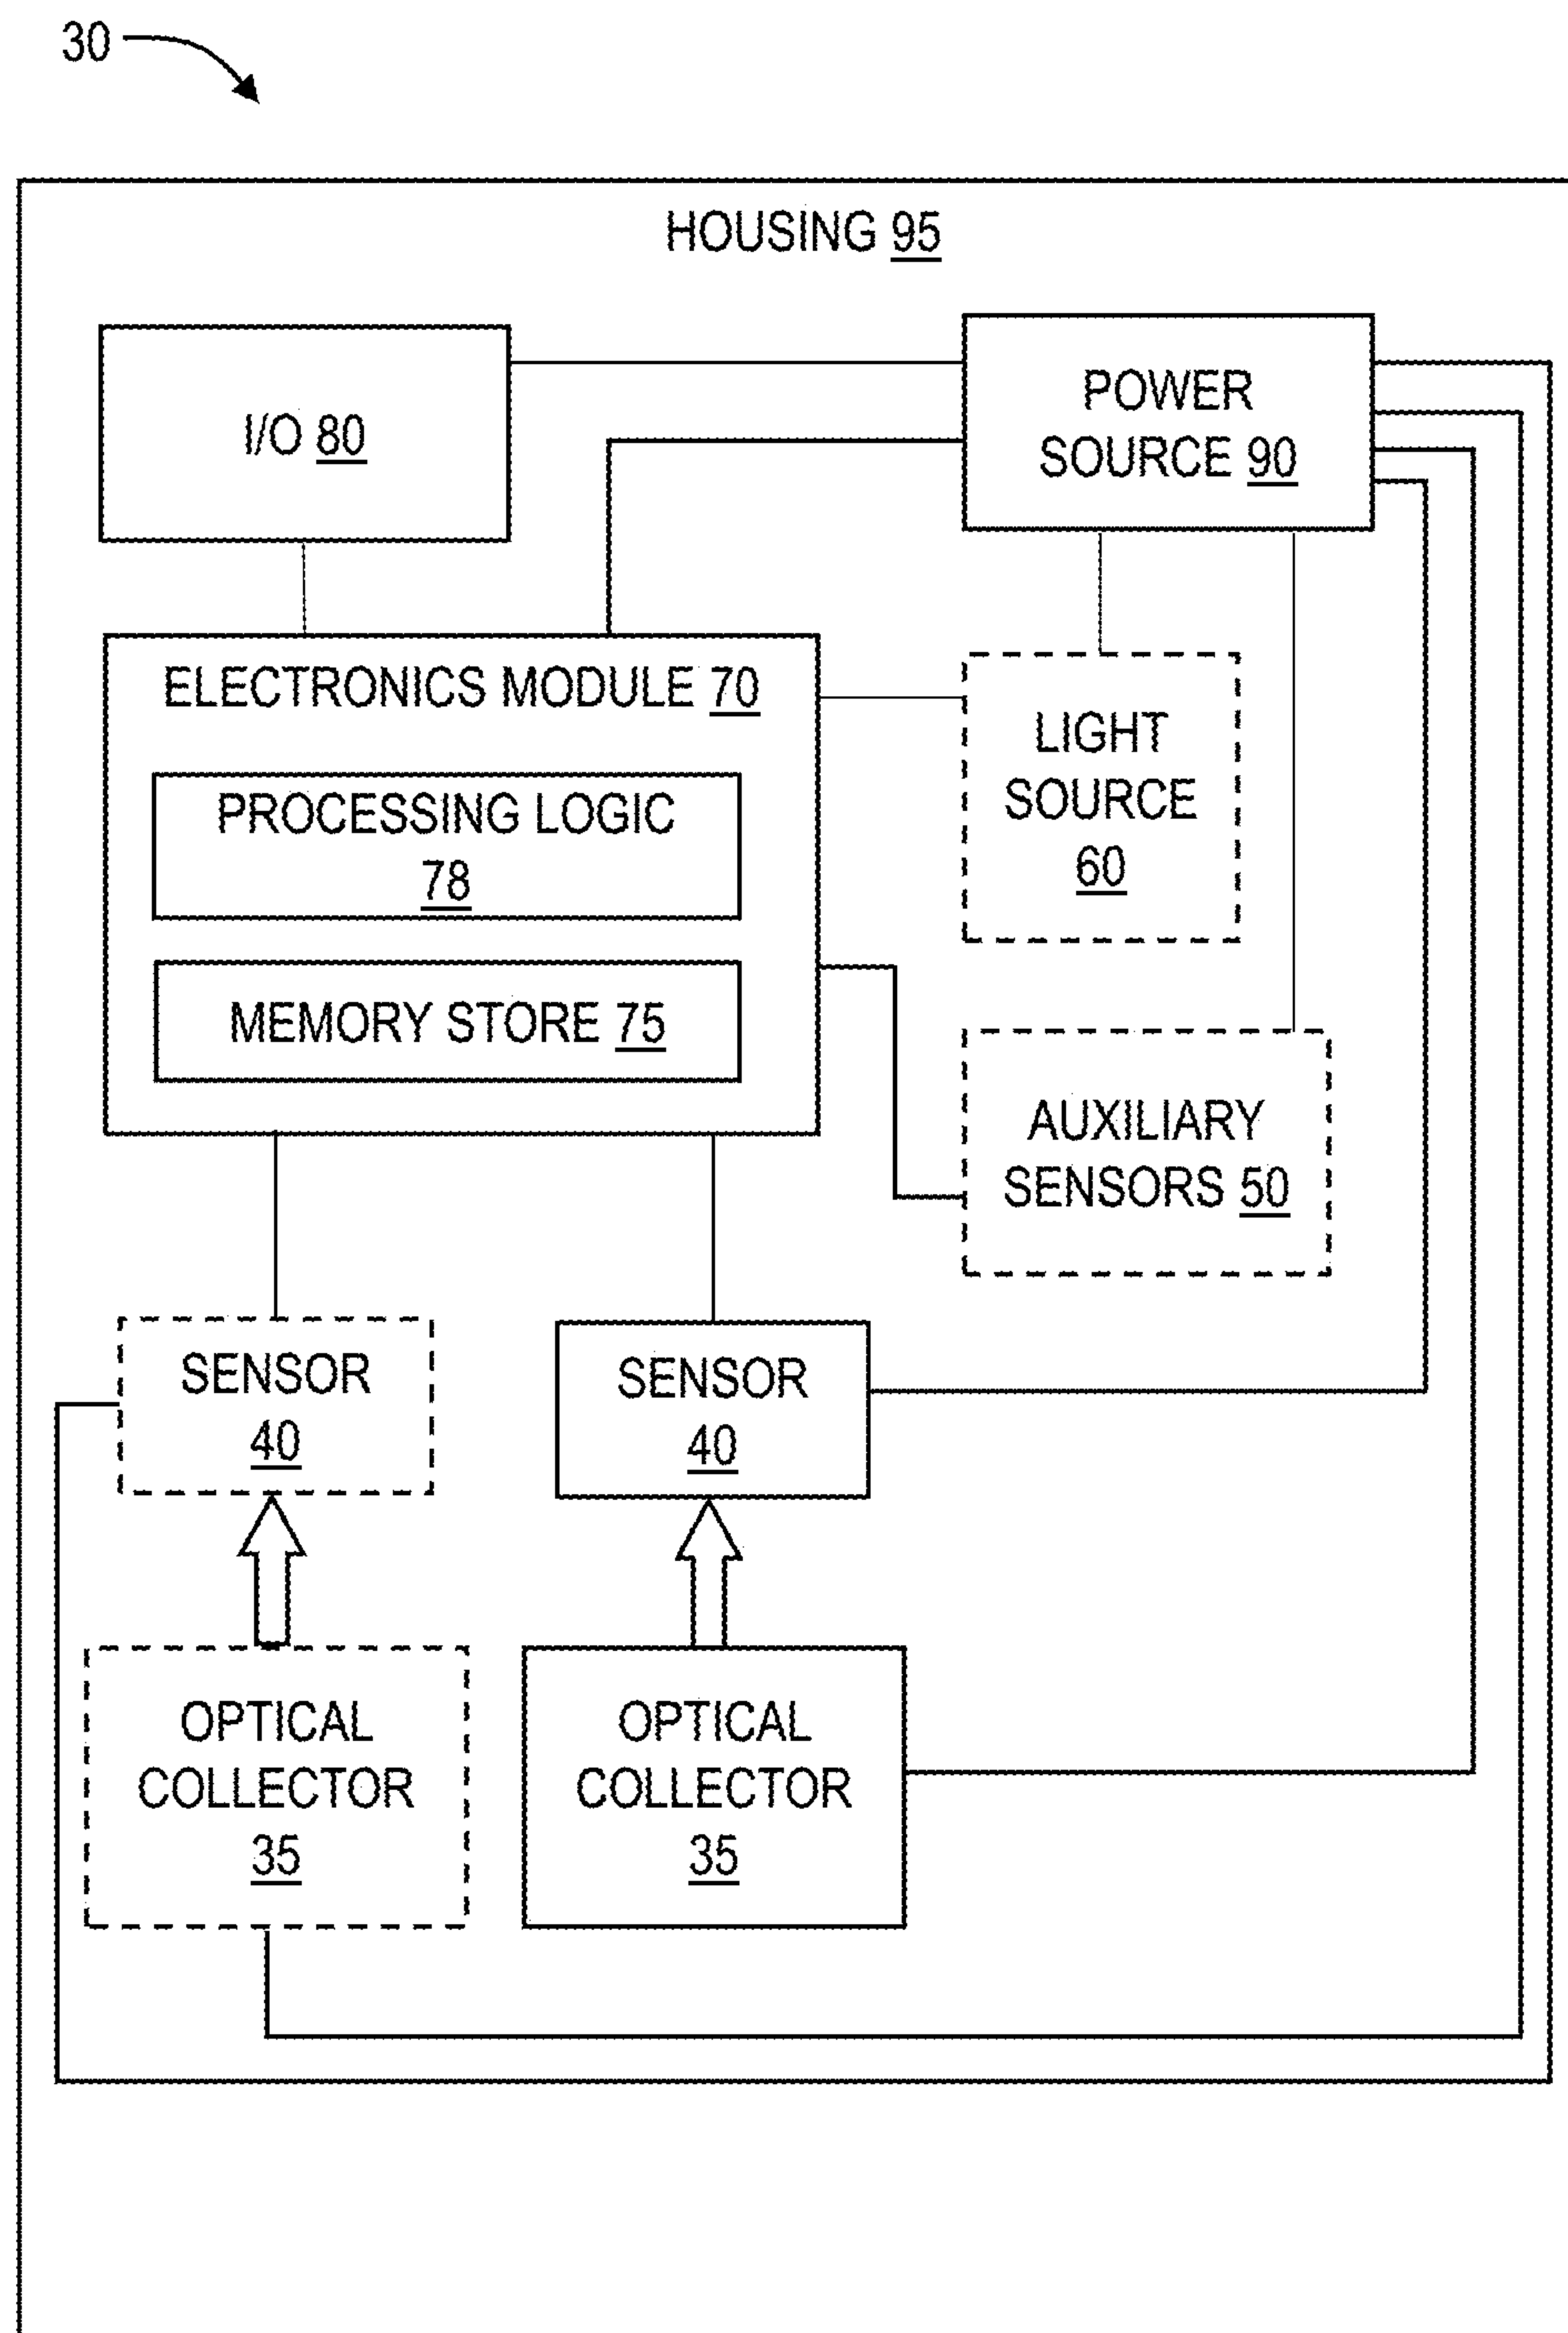 30
HOUSING 95
I/O 80
POWER
SOURCE 90
ELECTRONICS MODULE 70
PROCESSING LOGIC
78
MEMORY STORE 75
LIGHT
SOURCE
60
AUXILIARY
SENSORS 50
SENSOR
40
SENSOR
40
OPTICAL
COLLECTOR
35
OPTICAL
COLLECTOR
35